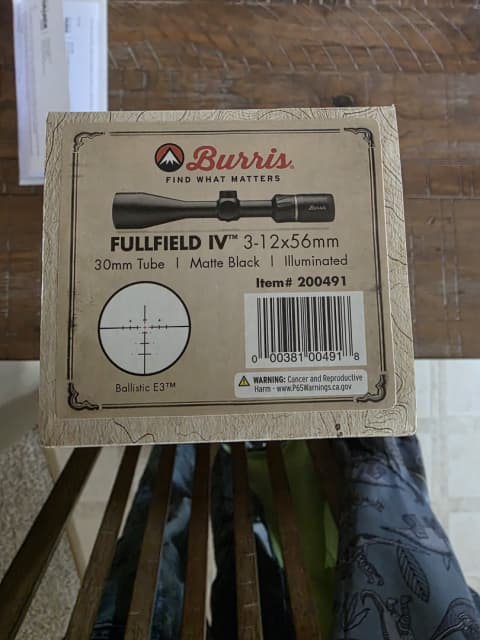 Burris
FIND WHAT MATTERS
Burris
FULLFIELD IV™ 3-12x56mm
30mm Tube | Matte Black | Illuminated
Item# 200491
0 00381 00491 8
Ballistic E3™
WARNING: Cancer and Reproductive
Harm - www.P65Warnings.ca.gov